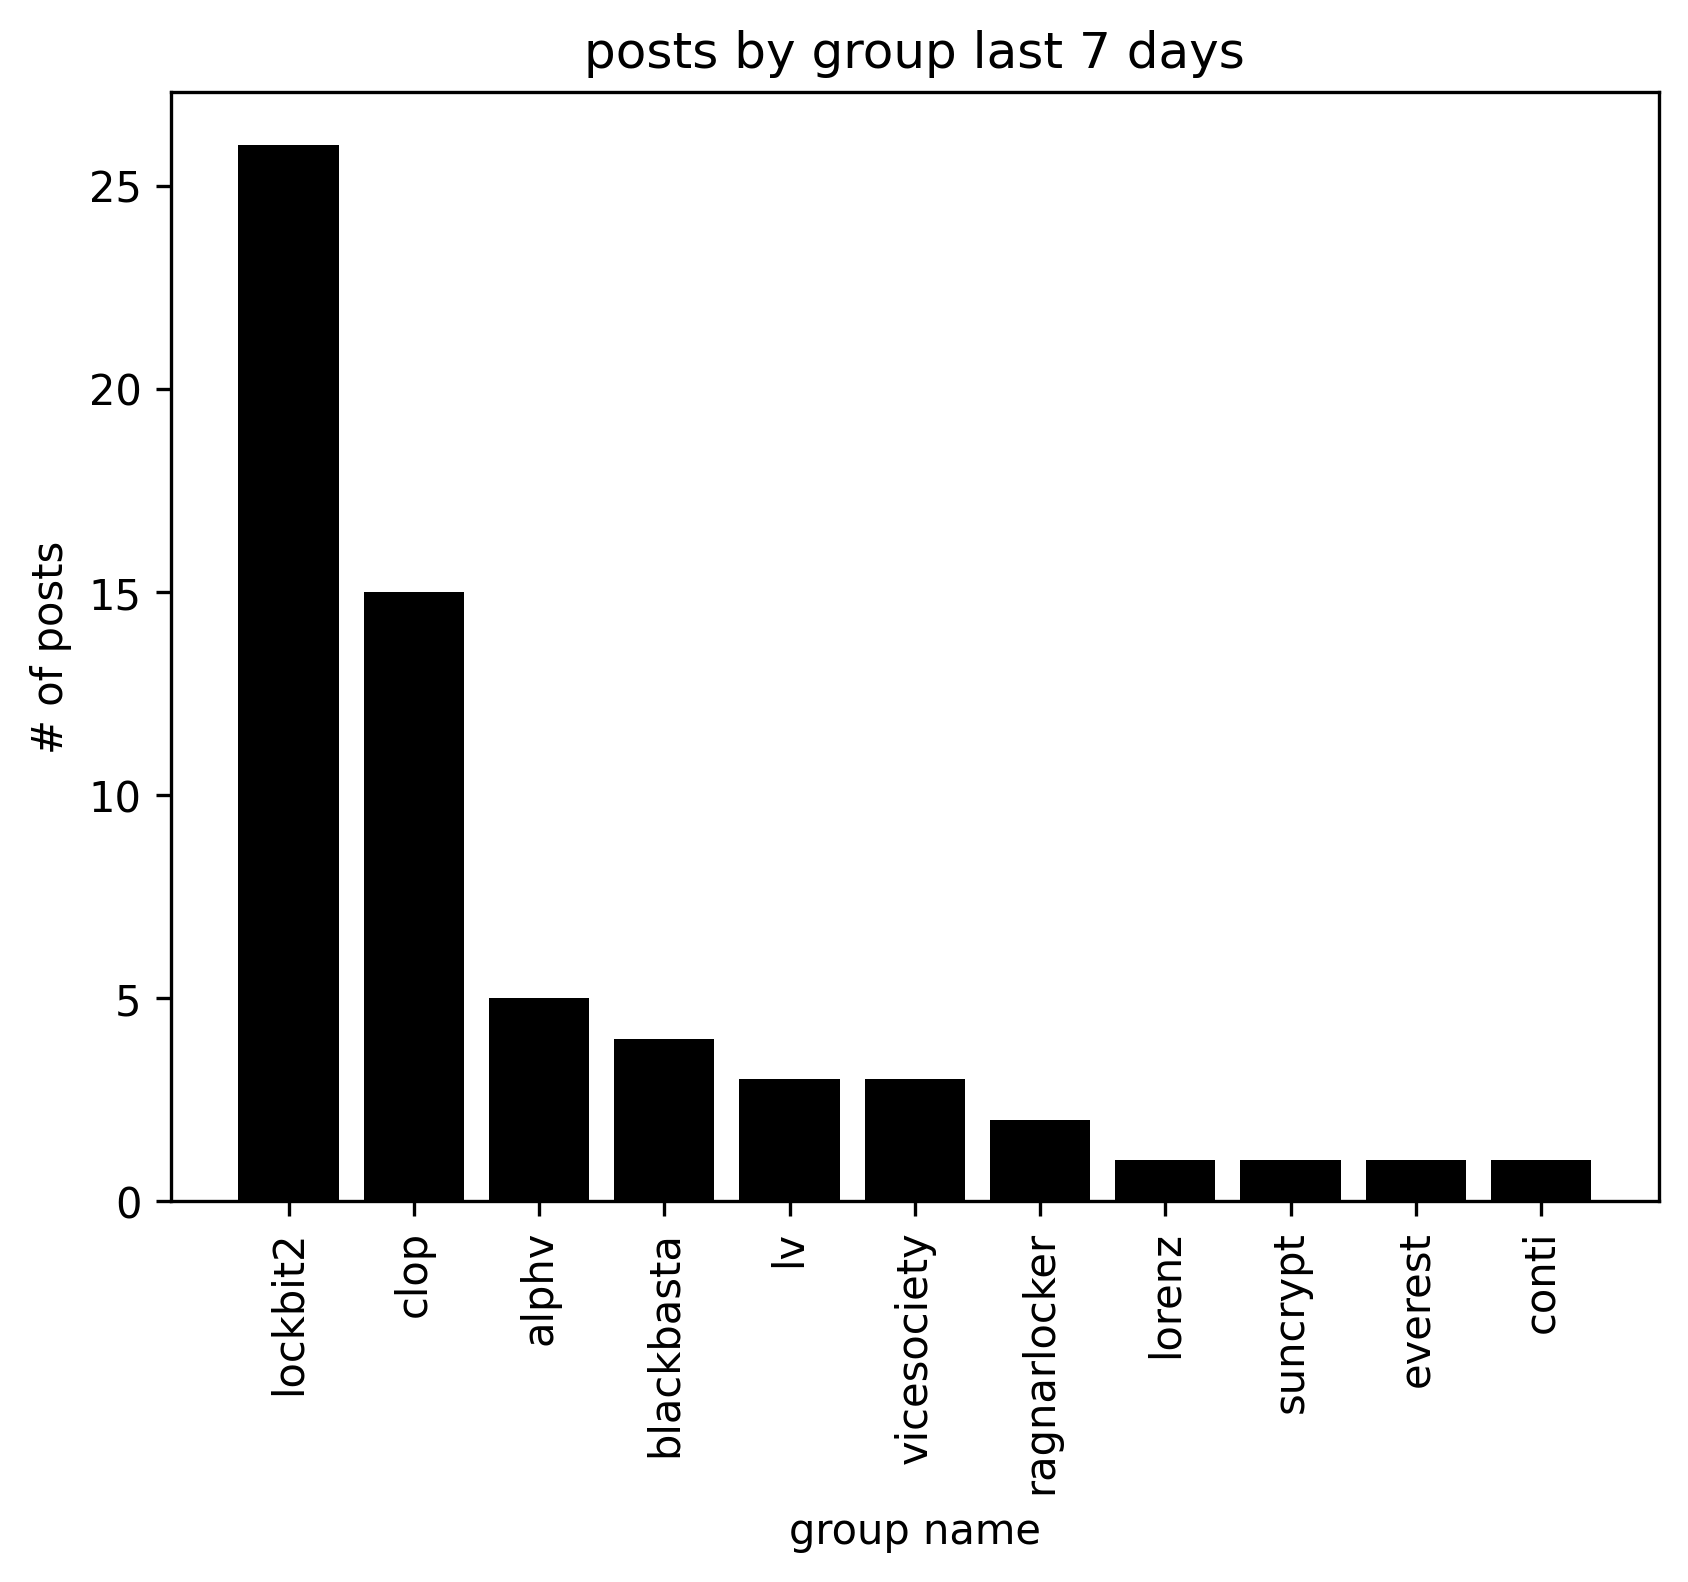 posts by group last 7 days
# of posts
25
20
15
10
5
0
lockbit2
clop
alphv
blackbasta
lv
vicesociety
ragnarlocker
lorenz
suncrypt
everest
conti
group name